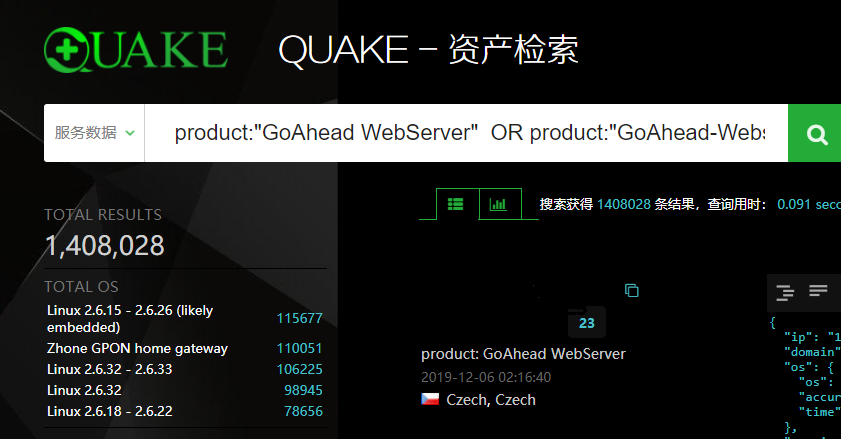 QUAKE
QUAKE – 资产检索
服务数据
product:"GoAhead WebServer" OR product:"GoAhead-Webs
搜索获得 1408028 条结果，查询用时： 0.091 seco
TOTAL RESULTS
1,408,028
TOTAL OS
Linux 2.6.15 - 2.6.26 (likely
embedded)
115677
Zhone GPON home gateway 110051
Linux 2.6.32 - 2.6.33 106225
Linux 2.6.32 98945
Linux 2.6.18 - 2.6.22 78656
23
product: GoAhead WebServer
2019-12-06 02:16:40
Czech, Czech
{
"ip": "1
"domain"
"os": {
"os":
"accur
"time"
},